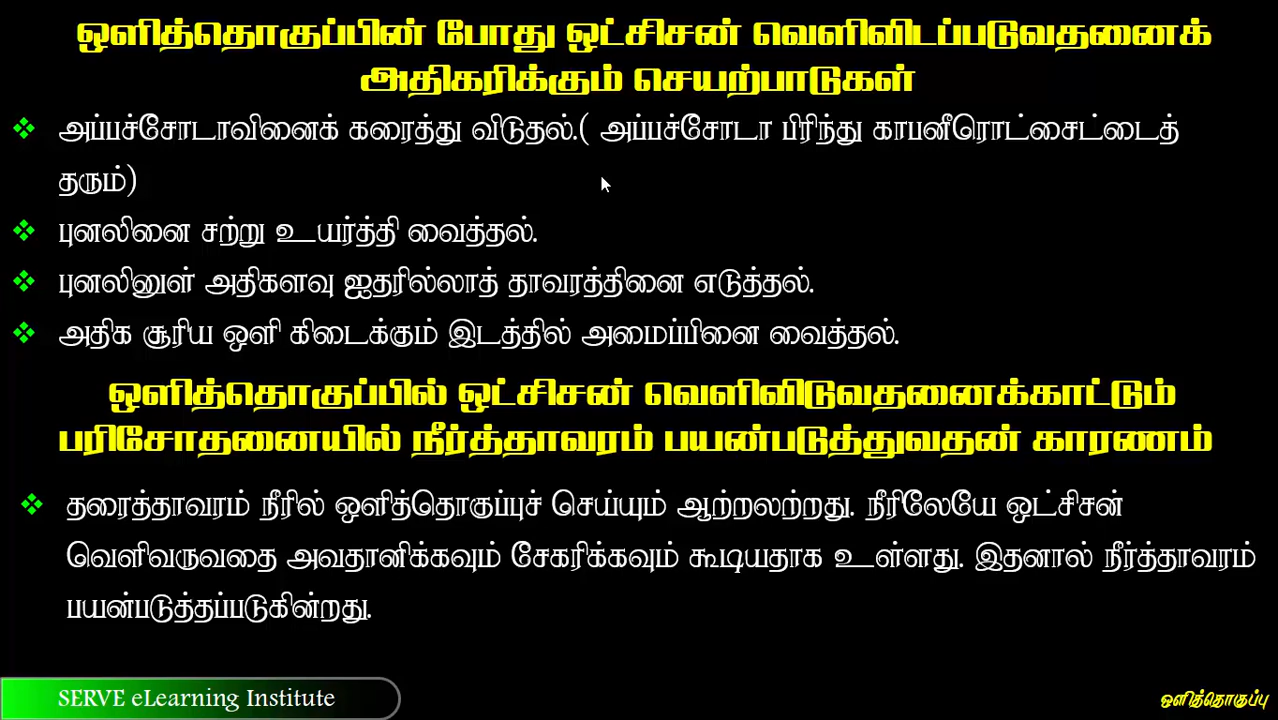 ஒளித்தொகுப்பின் போது ஒட்சிசன் வெளிவிடப்படுவதனைக்
அதிகரிக்கும் செயற்பாடுகள்
❖ அப்பச்சோடாவினைக் கரைத்து விடுதல்.( அப்பச்சோடா பிரிந்து காபனீரொட்சைட்டைத்
தரும்)
❖ புனலினை சற்று உயர்த்தி வைத்தல்.
❖ புனலினுள் அதிகளவு ஐதரில்லாத் தாவரத்தினை எடுத்தல்.
❖ அதிக சூரிய ஒளி கிடைக்கும் இடத்தில் அமைப்பினை வைத்தல்.
ஒளித்தொகுப்பில் ஒட்சிசன் வெளிவிடுவதனைக்காட்டும்
பரிசோதனையில் நீர்த்தாவரம் பயன்படுத்துவதன் காரணம்
❖ தரைத்தாவரம் நீரில் ஒளித்தொகுப்புச் செய்யும் ஆற்றலற்றது. நீரிலேயே ஒட்சிசன்
வெளிவருவதை அவதானிக்கவும் சேகரிக்கவும் கூடியதாக உள்ளது. இதனால் நீர்த்தாவரம்
பயன்படுத்தப்படுகின்றது.
SERVE eLearning Institute
ஒளித்தொகுப்பு